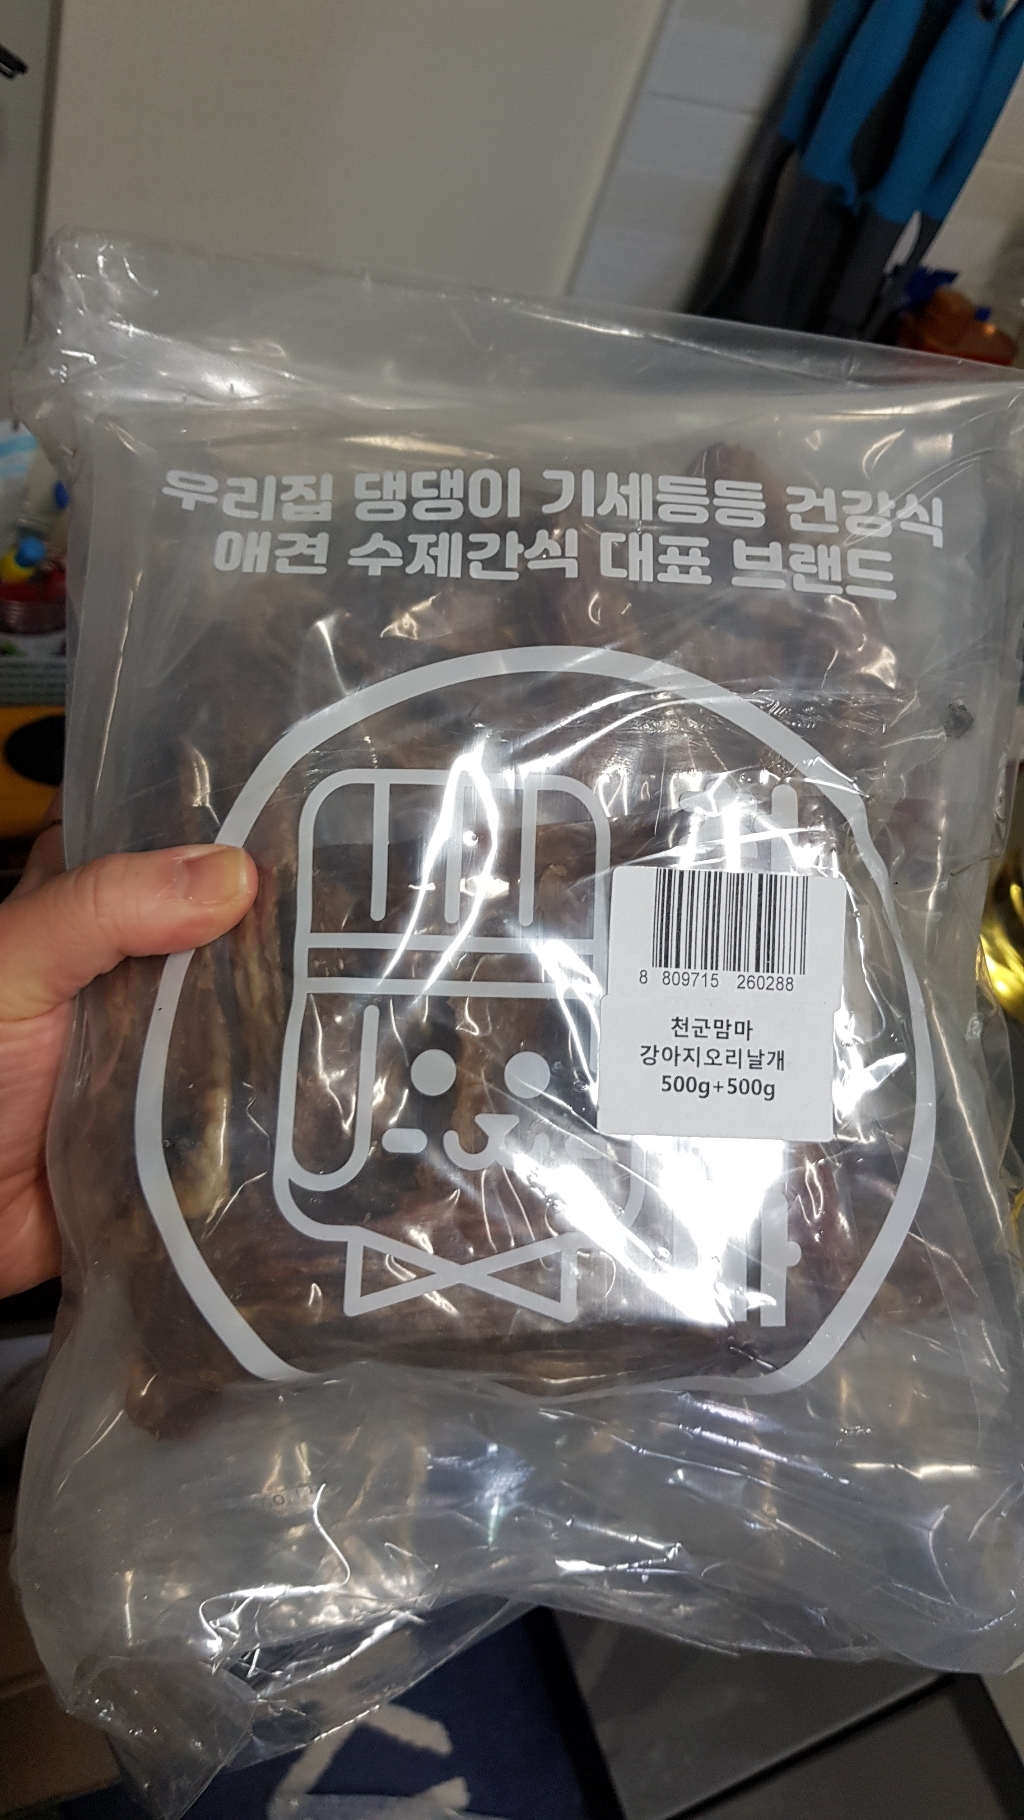 우리집 댕댕이 기세등등 건강식
애견 수제간식 대표 브랜드
8 809715 260288
천군맘마
강아지오리날개
500g+500g